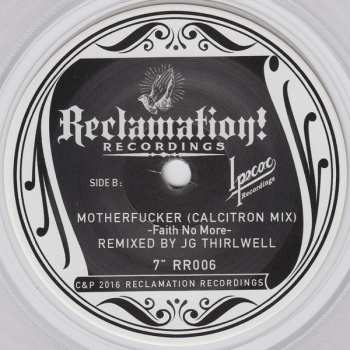 Reclamation!
RECORDINGS
SIDE B:
Ipecac
Recordings
MOTHERFUCKER (CALCITRON MIX)
-Faith No More-
REMIXED BY JG THIRLWELL
7" RR006
C&P 2016 RECLAMATION RECORDINGS